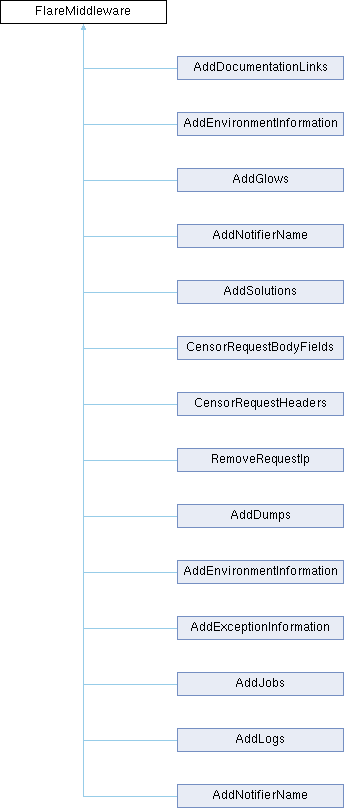 FlareMiddleware
AddDocumentationLinks
AddEnvironmentInformation
AddGlows
AddNotifierName
AddSolutions
CensorRequestBodyFields
CensorRequestHeaders
RemoveRequestIp
AddDumps
AddEnvironmentInformation
AddExceptionInformation
AddJobs
AddLogs
AddNotifierName